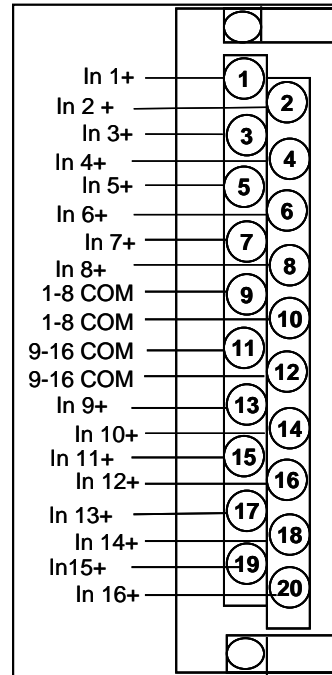 In 1+ 1
In 2 + 2
In 3+ 3
In 4+ 4
In 5+ 5
In 6+ 6
In 7+ 7
In 8+ 8
1-8 COM 9
1-8 COM 10
9-16 COM 11
9-16 COM 12
In 9+ 13
In 10+ 14
In 11+ 15
In 12+ 16
In 13+ 17
In 14+ 18
In15+ 19
In 16+ 20